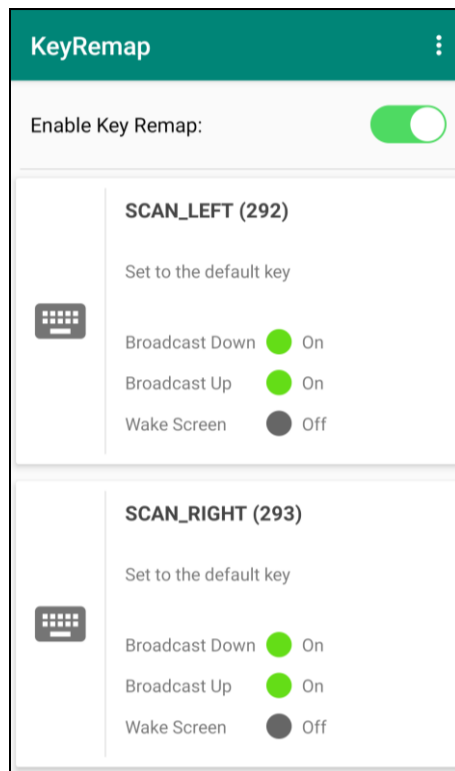 KeyRemap
Enable Key Remap:
SCAN_LEFT (292)
Set to the default key
Broadcast Down On
Broadcast Up On
Wake Screen Off
SCAN_RIGHT (293)
Set to the default key
Broadcast Down On
Broadcast Up On
Wake Screen Off